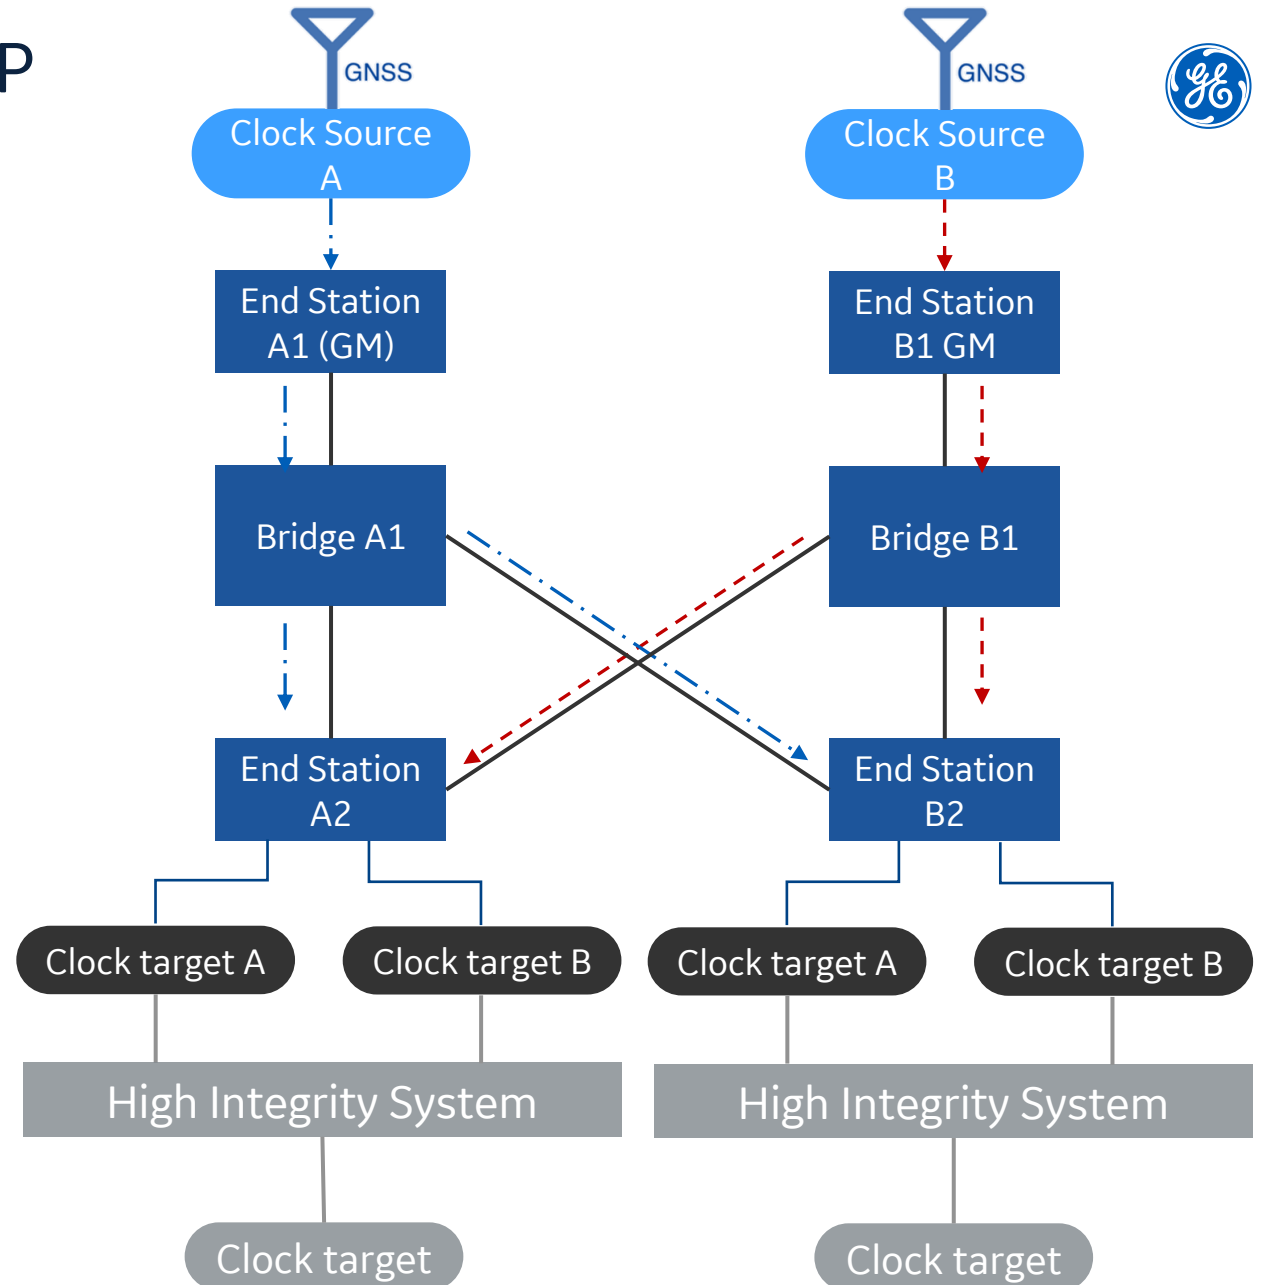 P
GNSS
GNSS
GE
Clock Source
A
Clock Source
B
End Station
A1 (GM)
End Station
B1 GM
Bridge A1
Bridge B1
End Station
A2
End Station
B2
Clock target A
Clock target B
Clock target A
Clock target B
High Integrity System
High Integrity System
Clock target
Clock target